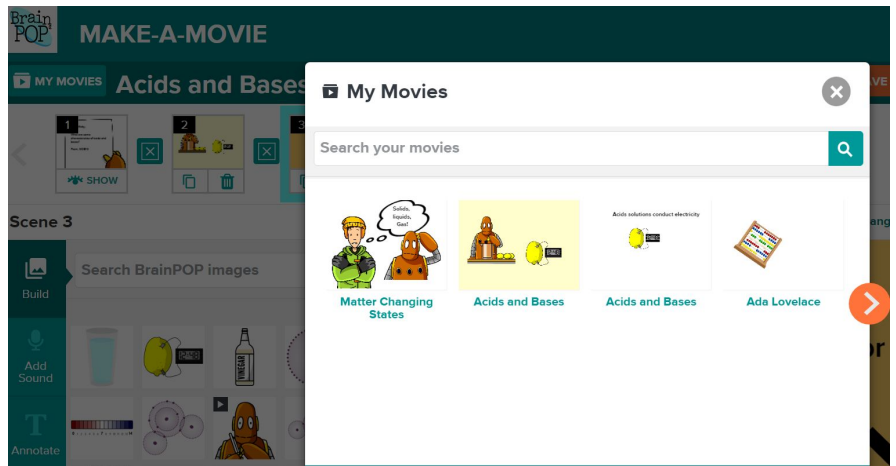 Brain
POP
MAKE-A-MOVIE
MY MOVIES
Acids and Bases
My Movies
1
2
3
SHOW
Search your movies
Scene 3
Search BrainPOP images
Build
Add
Sound
Annotate
VINEGAR
Solids,
liquids,
Gas!
Acids solutions conduct electricity
Matter Changing
States
Acids and Bases
Acids and Bases
Ada Lovelace